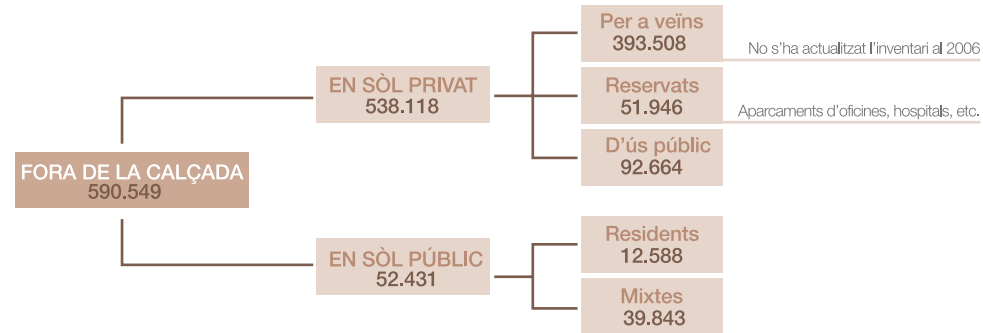 FORA DE LA CALÇADA
590.549
EN SÒL PRIVAT
538.118
Per a veïns
393.508
No s'ha actualitzat l'inventari al 2006
Reservats
51.946
Aparcaments d'oficines, hospitals, etc.
D'ús públic
92.664
EN SÒL PÚBLIC
52.431
Residents
12.588
Mixtes
39.843